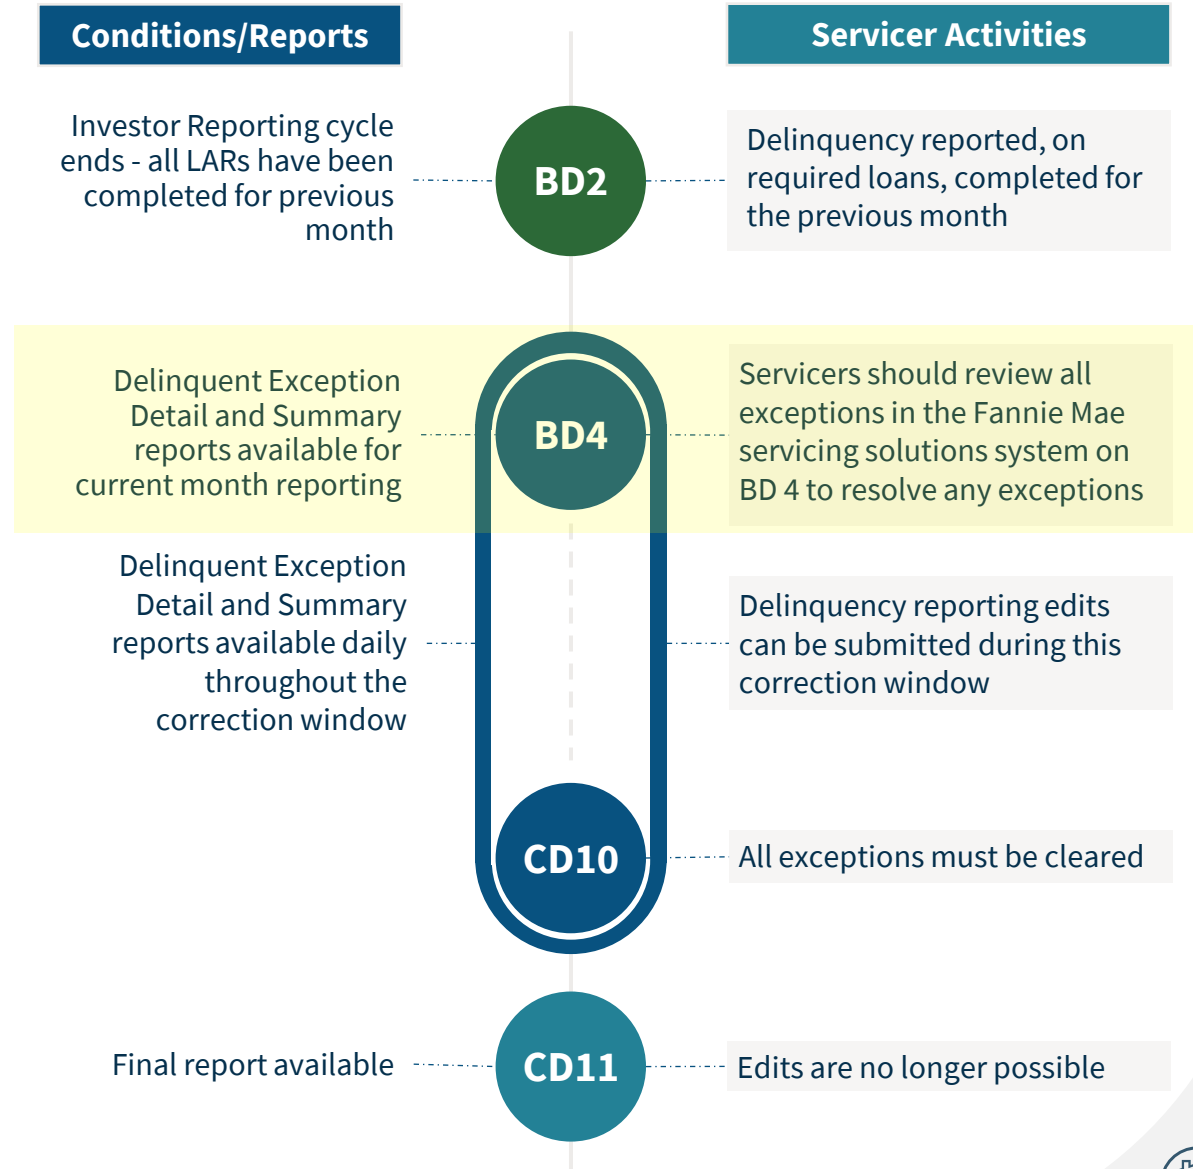 Conditions/Reports
Servicer Activities
Investor Reporting cycle
ends - all LARs have been
completed for previous
month
BD2
Delinquency reported, on
required loans, completed for
the previous month
Delinquent Exception
Detail and Summary
reports available for
current month reporting
BD4
Servicers should review all
exceptions in the Fannie Mae
servicing solutions system on
BD 4 to resolve any exceptions
Delinquent Exception
Detail and Summary
reports available daily
throughout the
correction window
Delinquency reporting edits
can be submitted during this
correction window
CD10
All exceptions must be cleared
Final report available
CD11
Edits are no longer possible